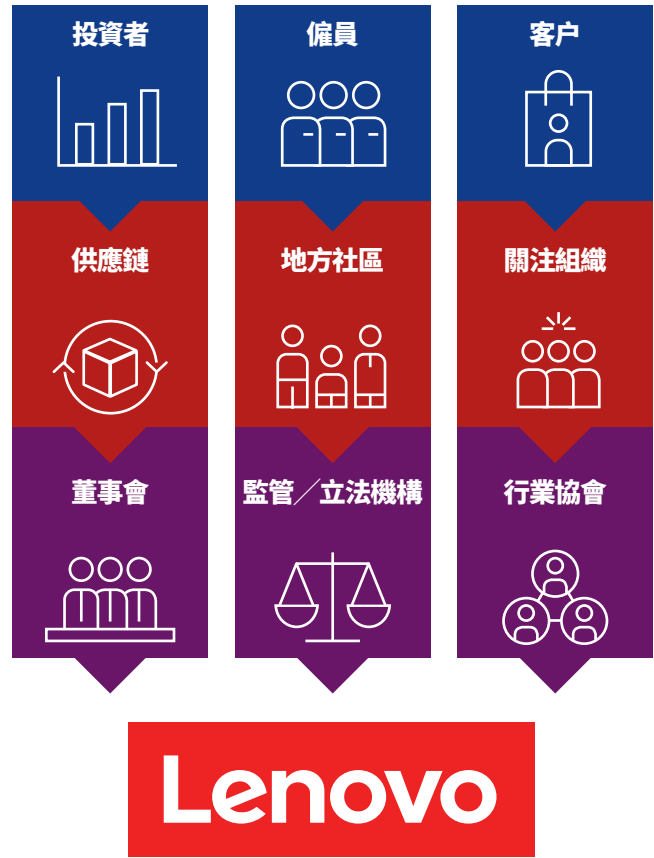 投資者
僱員
客户
供應鏈
地方社區
關注組織
董事會
監管／立法機構
行業協會
Lenovo